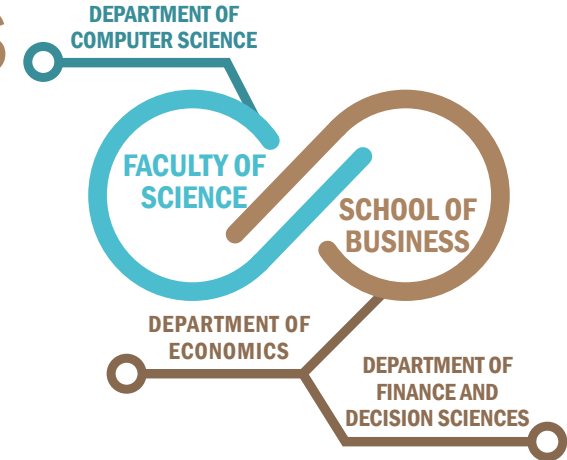 DEPARTMENT OF
COMPUTER SCIENCE
FACULTY OF
SCIENCE
SCHOOL OF
BUSINESS
DEPARTMENT OF
ECONOMICS
DEPARTMENT OF
FINANCE AND
DECISION SCIENCES